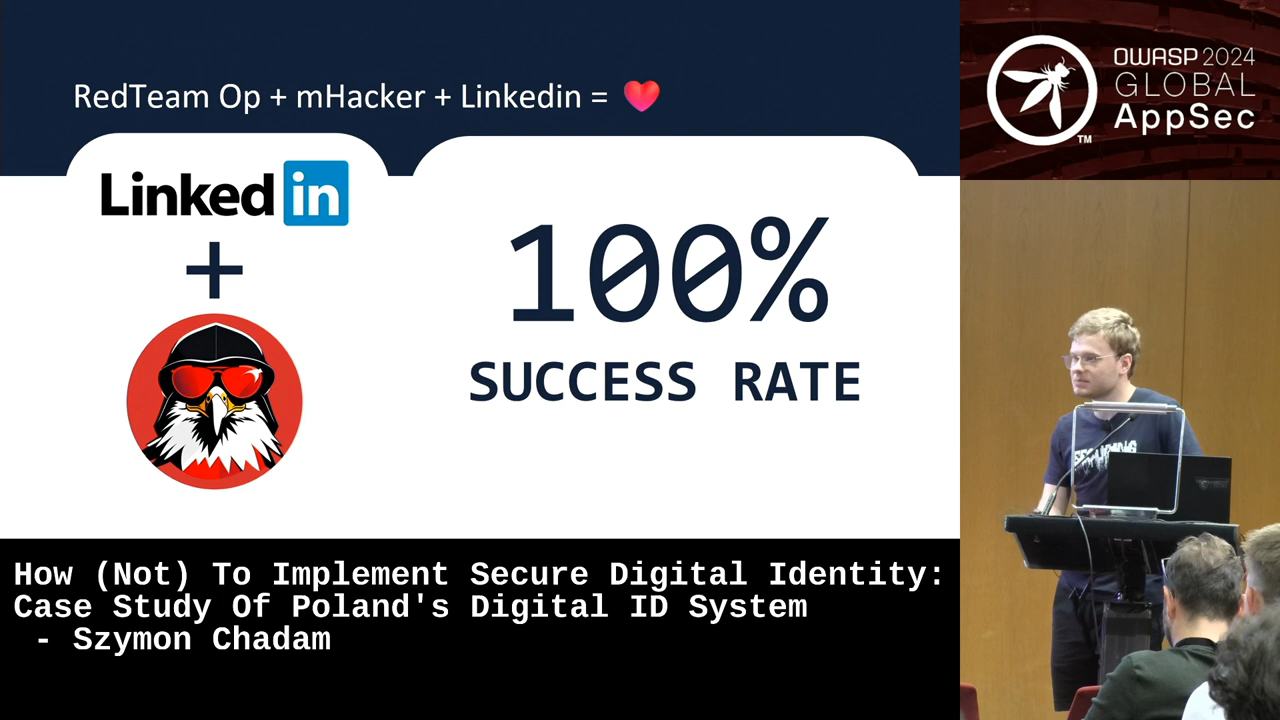 RedTeam Op + mHacker + Linkedin = ❤️
Linked in
+
100%
SUCCESS RATE
OWASP 2024
GLOBAL
AppSec
TM
How (Not) To Implement Secure Digital Identity:
Case Study Of Poland's Digital ID System
- Szymon Chadam